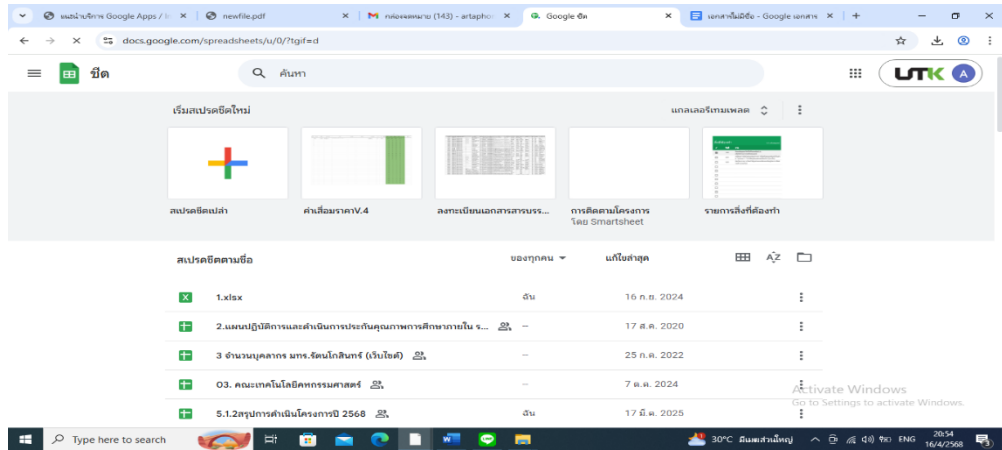 แนะนำบริการ Google Apps / newfile.pdf กล่องจดหมาย (143) - artaphon Google ชีต เอกสารไม่มีชื่อ - Google เอกสาร
docs.google.com/spreadsheets/u/0/?tgif=d
ชีต ค้นหา UTK A
เริ่มสเปรดชีตใหม่ แกลเลอรีเทมเพลต
สเปรดชีตเปล่า ค่าเสื่อมราคาV.4 ลงทะเบียนเอกสารสารบรร... การติดตามโครงการ รายการสิ่งที่ต้องทำ
โดย Smartsheet
สเปรดชีตตามชื่อ ของทุกคน แก้ไขล่าสุด AZ
1.xlsx ฉัน 16 ก.ย. 2024
2.แผนปฏิบัติการและดำเนินการประกันคุณภาพการศึกษาภายใน ร... – 17 ส.ค. 2020
3 จำนวนบุคลากร มทร.รัตนโกสินทร์ (เว็บไซต์) – 25 ก.ค. 2022
03. คณะเทคโนโลยีคหกรรมศาสตร์ – 7 ต.ค. 2024
5.1.2สรุปการดำเนินโครงการปี 2568 ฉัน 17 มี.ค. 2025
Activate Windows
Go to Settings to activate Windows.
Type here to search 30°C มีแดดส่วนใหญ่ ENG 20:54
16/4/2568